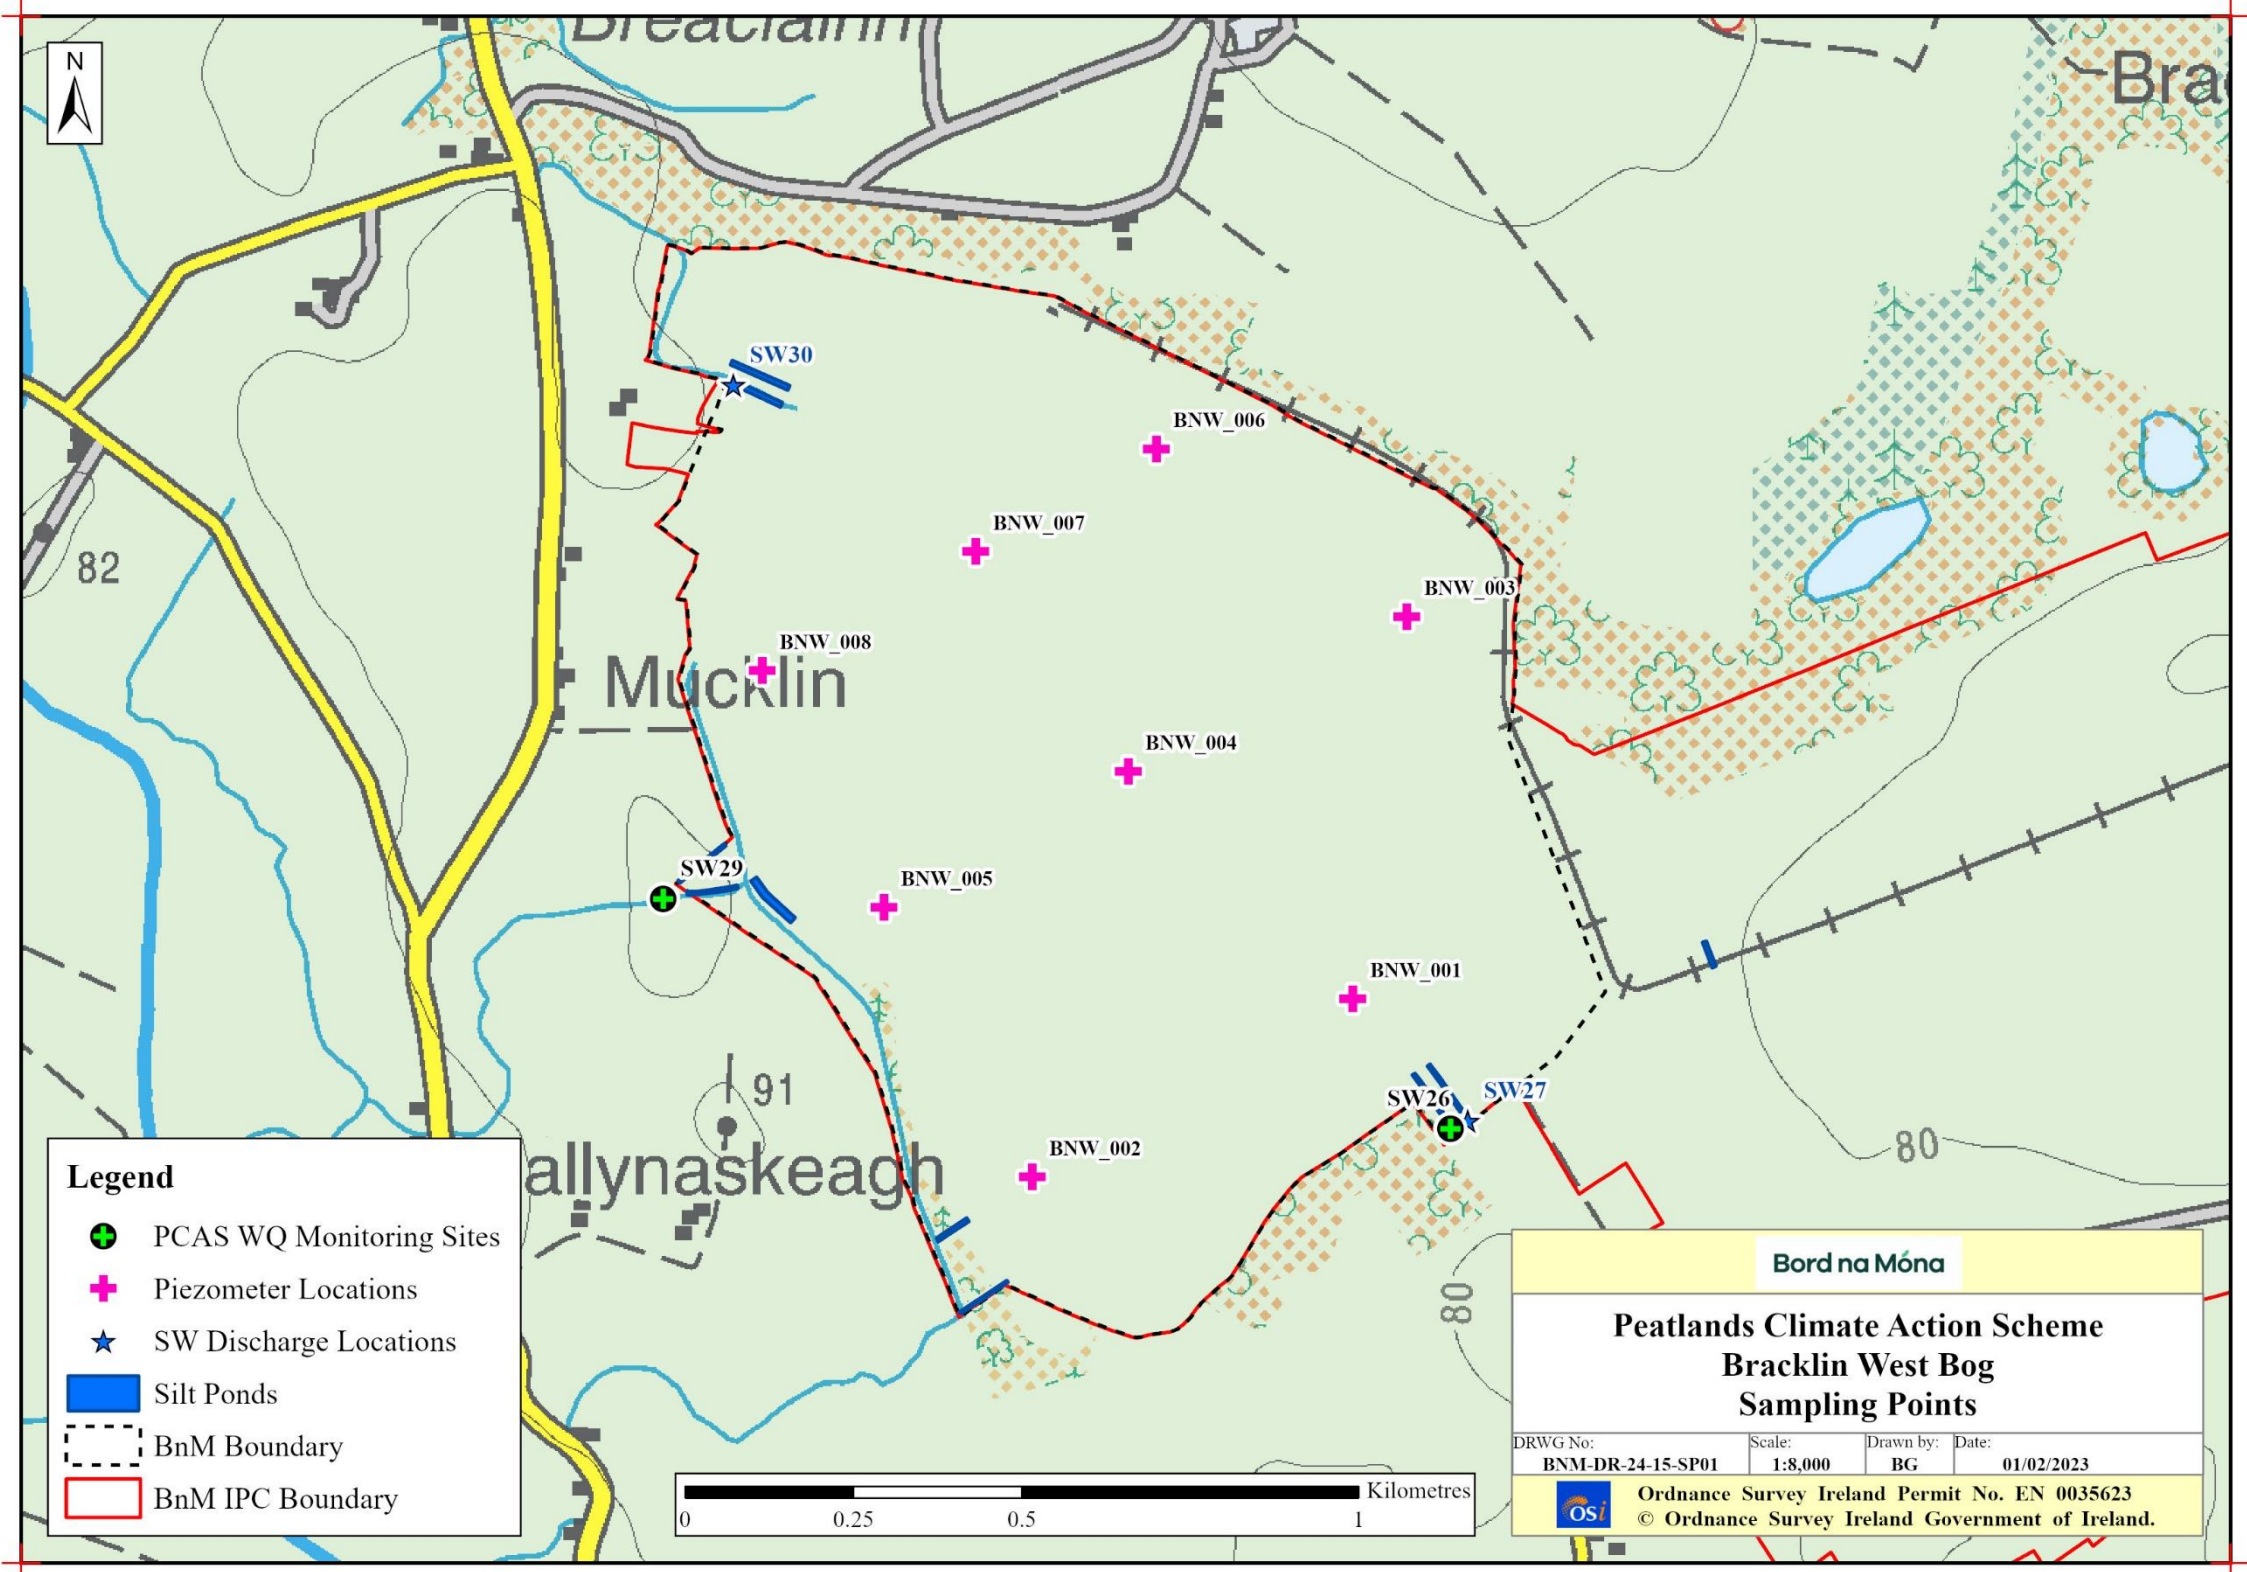 Breaclainn
N
Bra
SW30
BNW_006
BNW_007
82
BNW_003
BNW_008
Mucklin
BNW_004
SW29
BNW_005
BNW_001
SW26
SW27
91
80
BNW_002
allynaskeagh
80
Legend
PCAS WQ Monitoring Sites
Piezometer Locations
SW Discharge Locations
Silt Ponds
BnM Boundary
BnM IPC Boundary
Kilometres
0 0.25 0.5 1
Bord na Móna
Peatlands Climate Action Scheme
Bracklin West Bog
Sampling Points
DRWG No: Scale: Drawn by: Date:
BNM-DR-24-15-SP01 1:8,000 BG 01/02/2023
osi
Ordnance Survey Ireland Permit No. EN 0035623
© Ordnance Survey Ireland Government of Ireland.